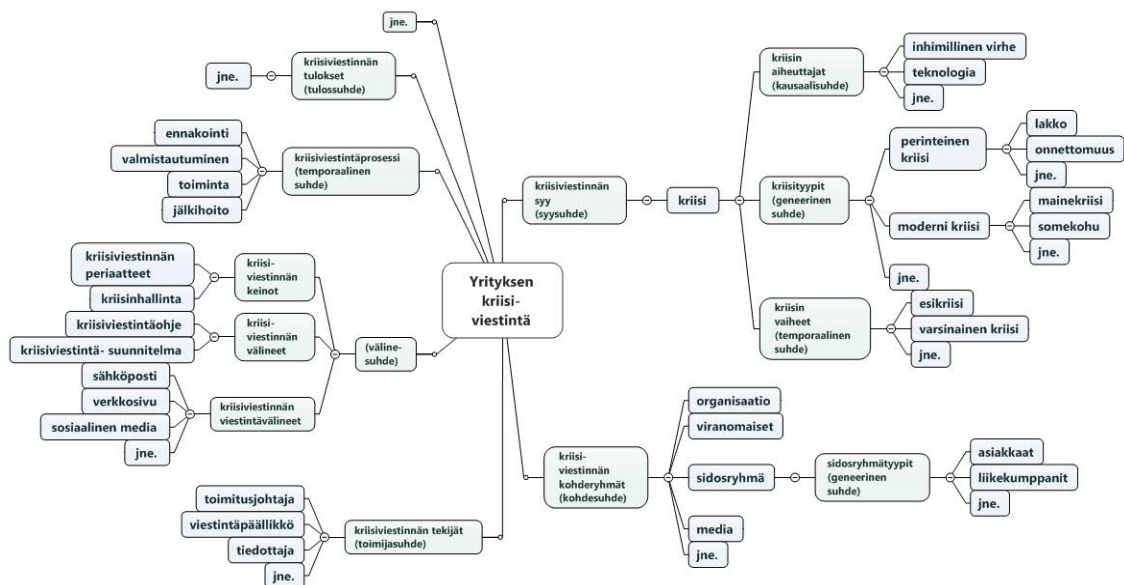 jne.
kriisiviestinnän
tulokset
(tulossuhde)
jne.
ennakointi
valmistautuminen
toiminta
jälkihoito
kriisiviestintäprosessi
(temporaalinen
suhde)
kriisiviestinnän
periaatteet
kriisinhallinta
kriisi-
viestinnän
keinot
kriisiviestintäohje
kriisiviestintä- suunnitelma
kriisi-
viestinnän
välineet
sähköposti
verkkosivu
sosiaalinen media
jne.
kriisiviestinnän
viestintävälineet
(väline-
suhde)
toimitusjohtaja
viestintäpäällikkö
tiedottaja
jne.
kriisiviestinnän tekijät
(toimijasuhde)
Yrityksen
kriisi-
viestintä
kriisiviestinnän
syy
(syysuhde)
kriisi
kriisin
aiheuttajat
(kausaalisuhde)
inhimillinen virhe
teknologia
jne.
kriisityypit
(geneerinen
suhde)
perinteinen
kriisi
lakko
onnettomuus
jne.
moderni kriisi
mainekriisi
somekohu
jne.
jne.
kriisin
vaiheet
(temporaalinen
suhde)
esikriisi
varsinainen kriisi
jne.
kriisi-
viestinnän
kohderyhmät
(kohdesuhde)
organisaatio
viranomaiset
sidosryhmä
media
jne.
sidosryhmätyypit
(geneerinen
suhde)
asiakkaat
liikekumppanit
jne.